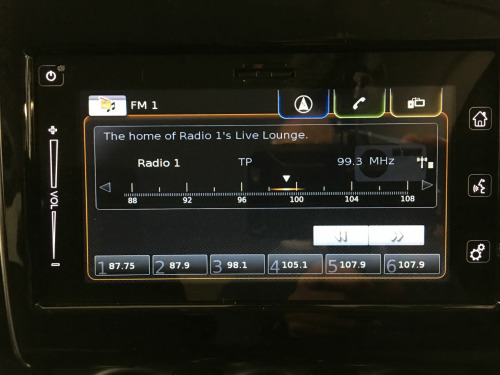 FM 1
The home of Radio 1's Live Lounge.
Radio 1 TP 99.3 MHz
88 92 96 100 104 108
1 87.75 2 87.9 3 98.1 4 105.1 5 107.9 6 107.9
VOL